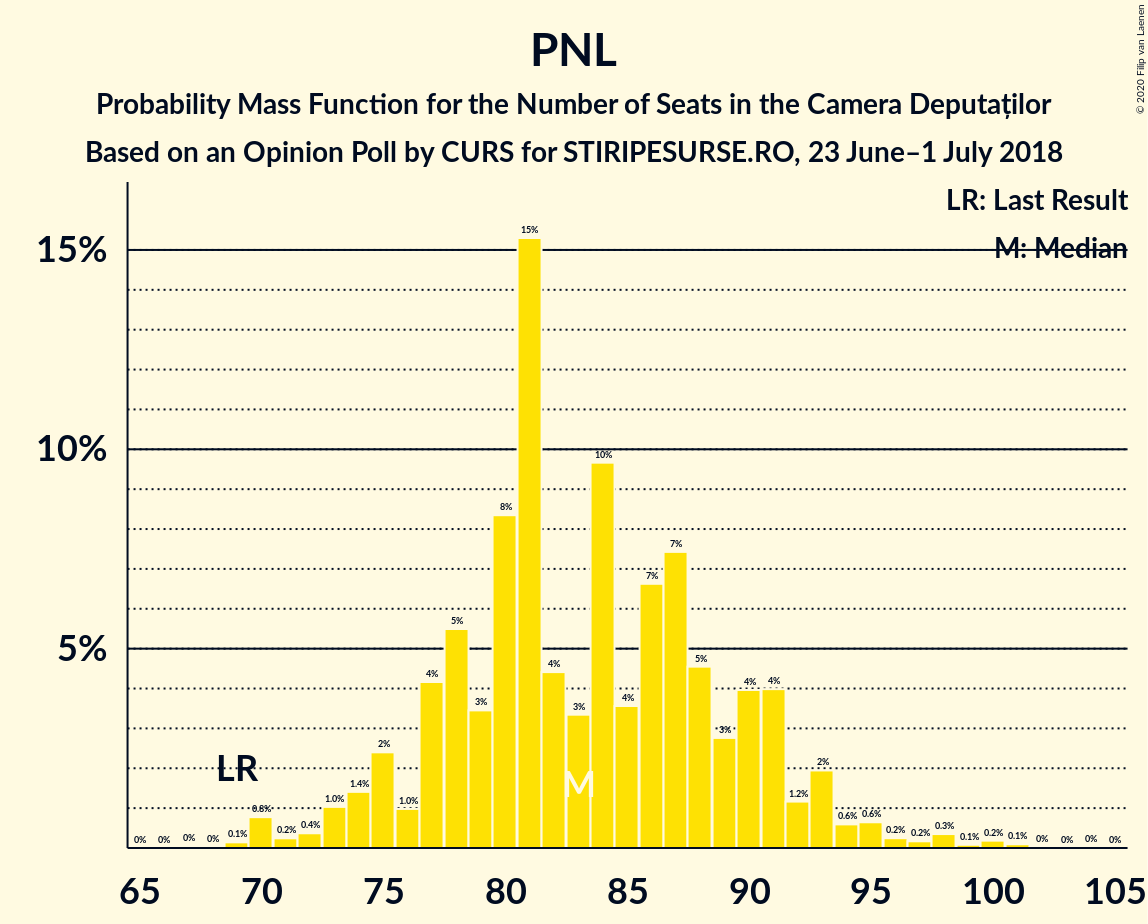 PNL
Probability Mass Function for the Number of Seats in the Camera Deputaților
Based on an Opinion Poll by CURS for STIRIPESURSE.RO, 23 June–1 July 2018
© 2020 Filip van Laenen
LR: Last Result
M: Median
15%
10%
5%
0% 0% 0% 0% 0.1% 0.8% 0.2% 0.4% 1.0% 1.4% 2% 1.0% 4% 5% 3% 8% 15% 4% 3% 10% 4% 7% 7% 5% 3% 4% 4% 1.2% 2% 0.6% 0.6% 0.2% 0.2% 0.3% 0.1% 0.2% 0.1% 0% 0% 0% 0%
LR
M
65 70 75 80 85 90 95 100 105